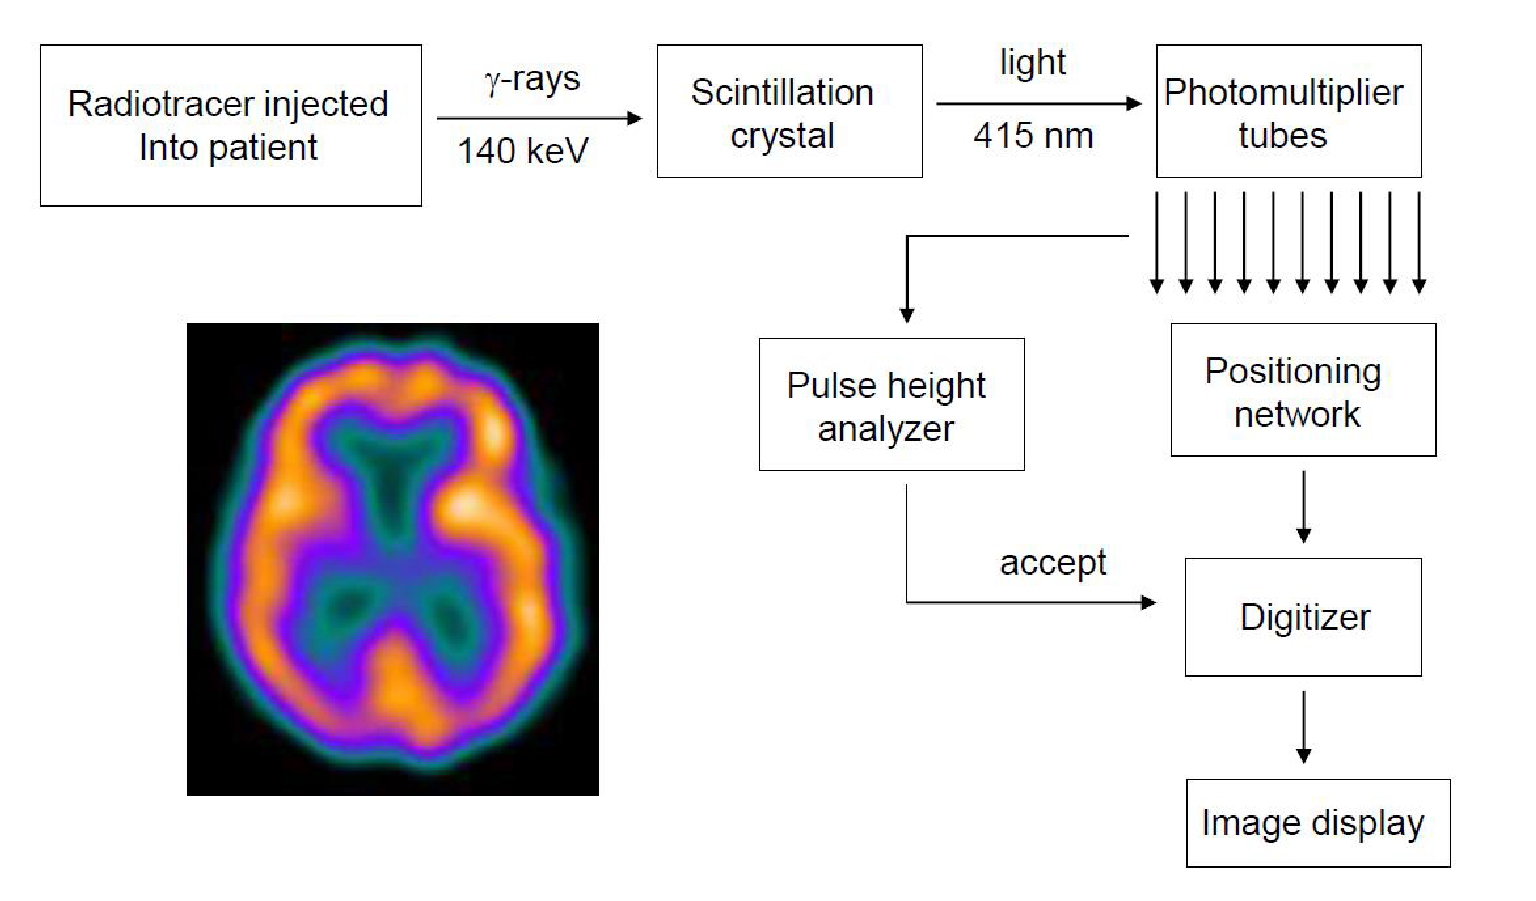 Radiotracer injected
Into patient
γ-rays
140 keV
Scintillation
crystal
light
415 nm
Photomultiplier
tubes
Pulse height
analyzer
Positioning
network
accept
Digitizer
Image display